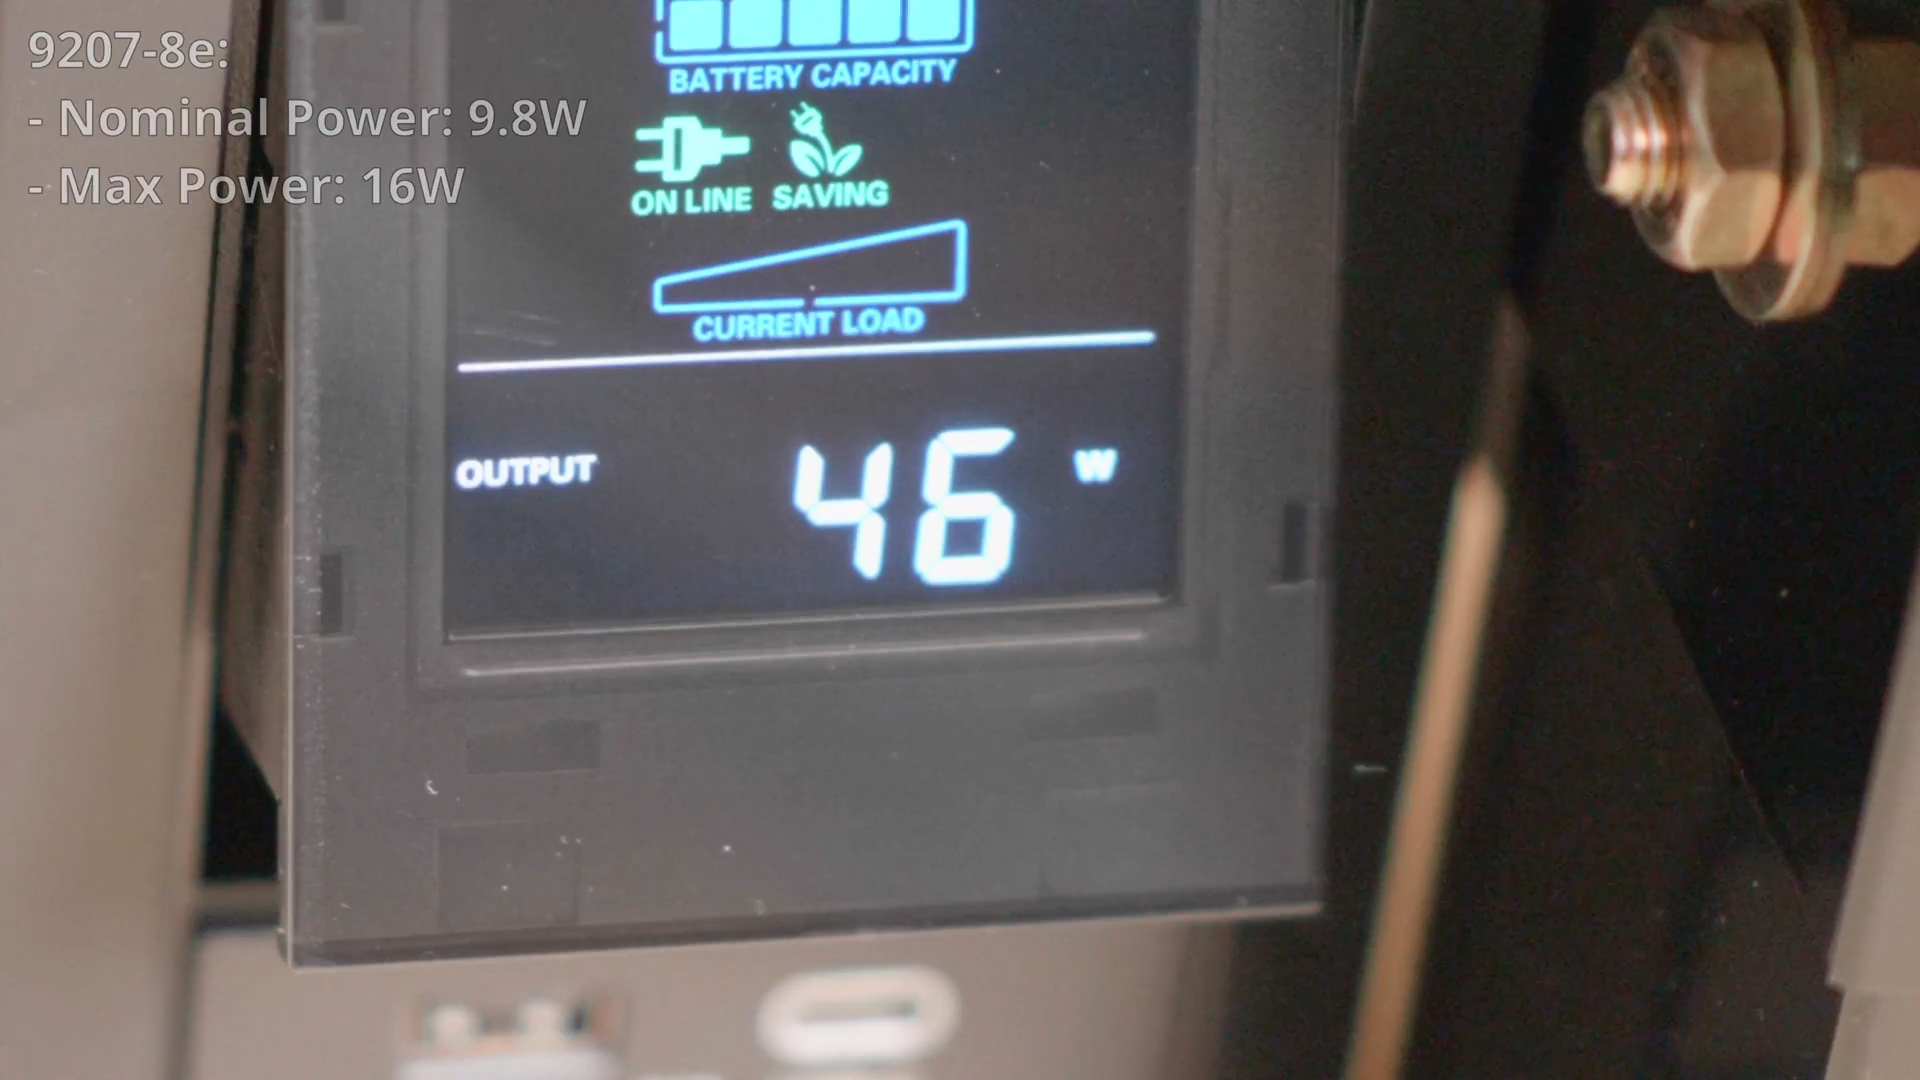 9207-8e:
- Nominal Power: 9.8W
- Max Power: 16W
BATTERY CAPACITY
ON LINE SAVING
CURRENT LOAD
OUTPUT 46 W